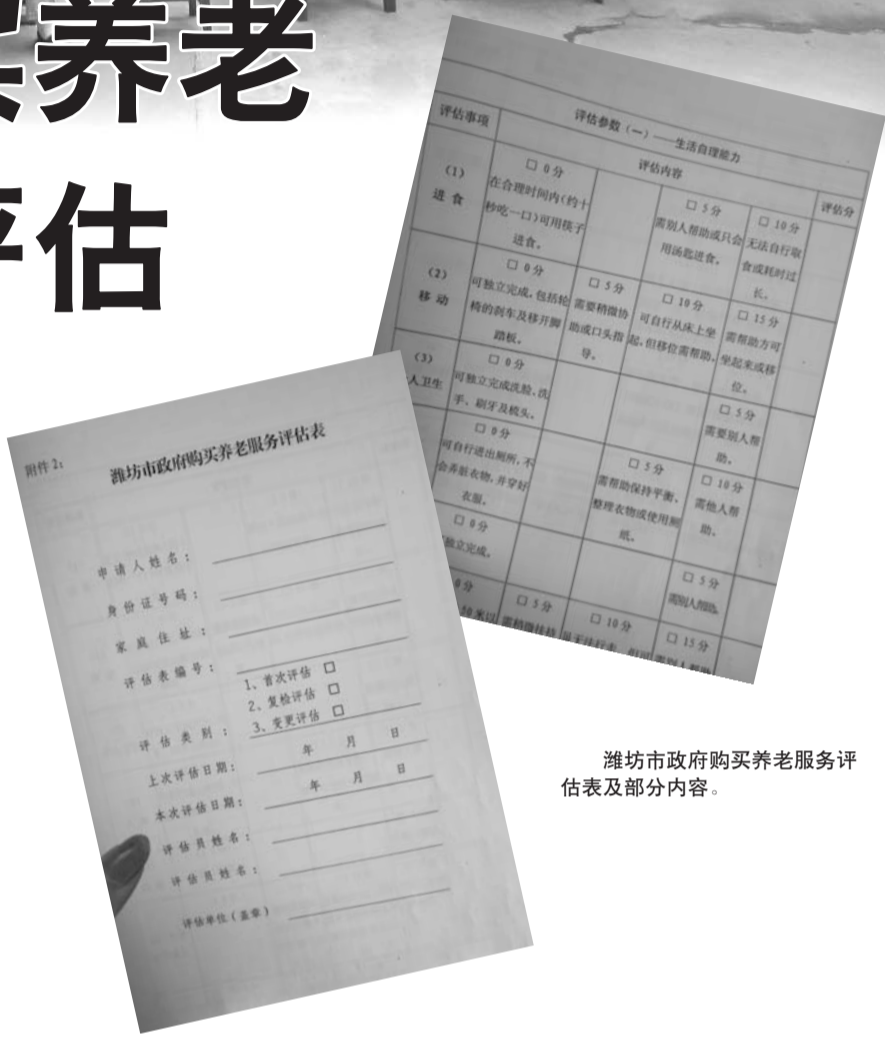 买养老
评估
评估参数（一）——生活自理能力
评估事项
评估内容
评估分
（1）
进 食
□ 0分
在合理时间内（约十
秒吃一口）可用筷子
进食。
□ 5分
需别人帮助或只会
用汤匙进食。
□ 10分
无法自行取
食或耗时过
长。
（2）
移 动
□ 0分
可独立完成，包括轮
椅的刹车及移开脚
踏板。
□ 5分
需要稍微协
助或口头指
导。
□ 10分
可自行从床上坐
起，但移位需帮助。
□ 15分
需帮助方可
坐起来或移
位。
（3）
人卫生
□ 0分
可独立完成洗脸、洗
手、刷牙及梳头。
□ 5分
需要别人帮
助。
□ 0分
可自行进出厕所，不
会弄脏衣物，并穿好
衣服。
□ 5分
需帮助保持平衡、
整理衣物或使用厕
纸。
□ 10分
需他人帮
助。
□ 0分
独立完成。
□ 5分
需别人帮助。
0分
50米以
□ 5分
需稍微扶持
□ 10分
□ 15分
需别人帮助
附件2：
潍坊市政府购买养老服务评估表
申请人姓名：
身份证号码：
家庭住址：
评估表编号：
评估类别：
1、首次评估 □
2、复检评估 □
3、变更评估 □
上次评估日期： 年 月 日
本次评估日期： 年 月 日
评估员姓名：
评估员姓名：
评估单位（盖章）
潍坊市政府购买养老服务评
估表及部分内容。